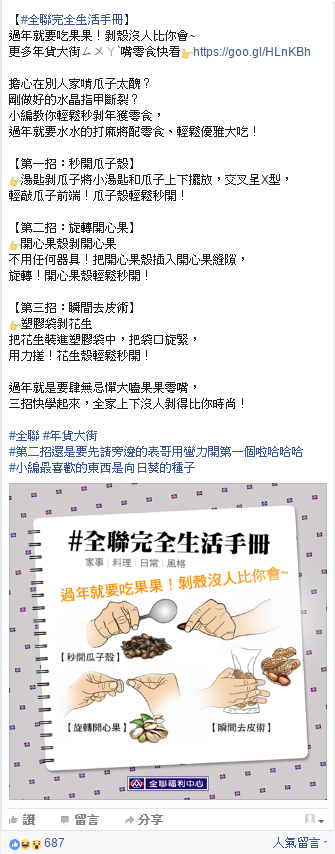 【#全聯完全生活手冊】
過年就要吃果果！剝殼沒人比你會~
更多年貨大街ㄙㄨㄚˋ嘴零食快看👉https://goo.gl/HLnKBh
擔心在別人家啃瓜子太醜？
剛做好的水晶指甲斷裂？
小編教你輕鬆秒剝年獲零食，
過年就要水水的打麻將配零食、輕鬆優雅大吃！
【第一招：秒開瓜子殼】
👉湯匙剝瓜子將小湯匙和瓜子上下擺放，交叉呈X型，
輕敲瓜子前端！瓜子殼輕鬆秒開！
【第二招：旋轉開心果】
👉開心果殼剝開心果
不用任何器具！把開心果殼插入開心果縫隙，
旋轉！開心果殼輕鬆秒開！
【第三招：瞬間去皮術】
👉塑膠袋剝花生
把花生裝進塑膠袋中，把袋口旋緊，
用力搓！花生殼輕鬆秒開！
過年就是要肆無忌憚大嗑果果零嘴，
三招快學起來，全家上下沒人剝得比你時尚！
#全聯 #年貨大街
#第二招還是要先請旁邊的表哥用蠻力開第一個啦哈哈哈
#小編最喜歡的東西是向日葵的種子
#全聯完全生活手冊
家事｜料理｜日常｜風格
過年就要吃果果！剝殼沒人比你會~
【秒開瓜子殼】
【旋轉開心果】
【瞬間去皮術】
全聯福利中心
讚 留言 分享
687 人氣留言